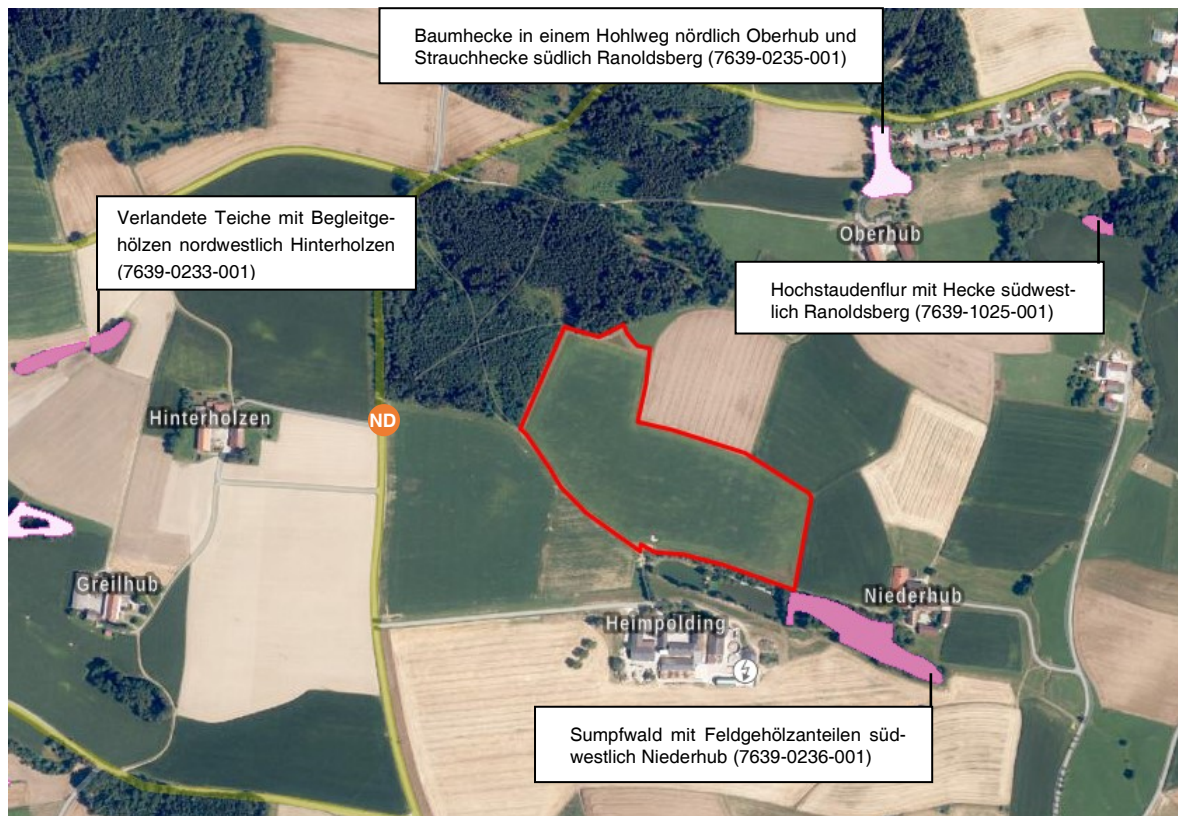 Baumhecke in einem Hohlweg nördlich Oberhub und
Strauchhecke südlich Ranoldsberg (7639-0235-001)
Verlandete Teiche mit Begleitge-
hölzen nordwestlich Hinterholzen
(7639-0233-001)
Oberhub
Hochstaudenflur mit Hecke südwest-
lich Ranoldsberg (7639-1025-001)
Hinterholzen
ND
Greilhub
Niederhub
Heimpolding
Sumpfwald mit Feldgehölzanteilen süd-
westlich Niederhub (7639-0236-001)